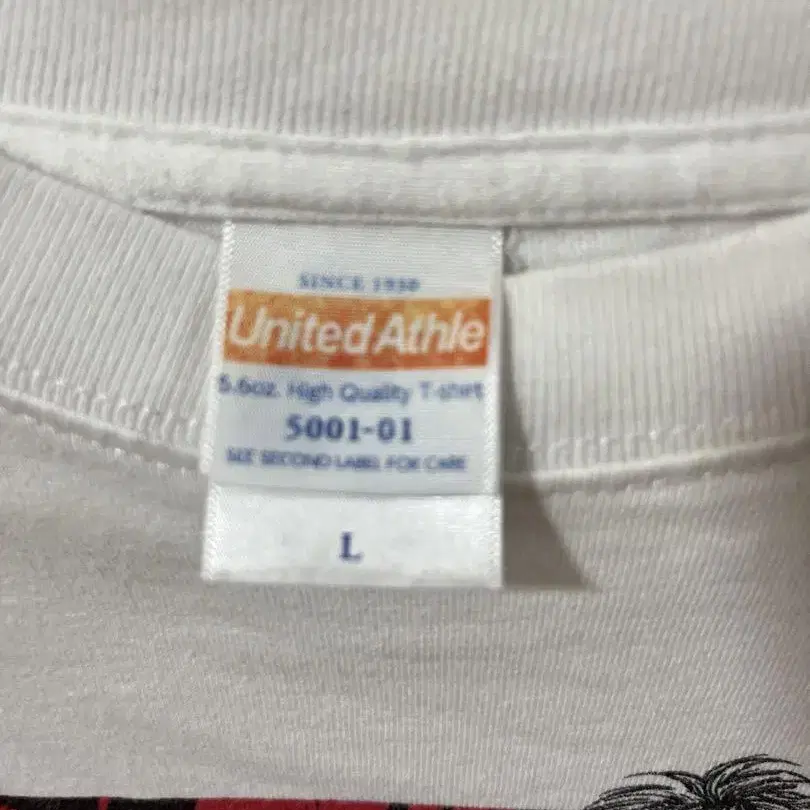 SINCE 1930
United Athle
5.6oz. High Quality T-shirt
5001-01
SEE SECOND LABEL FOR CARE
L